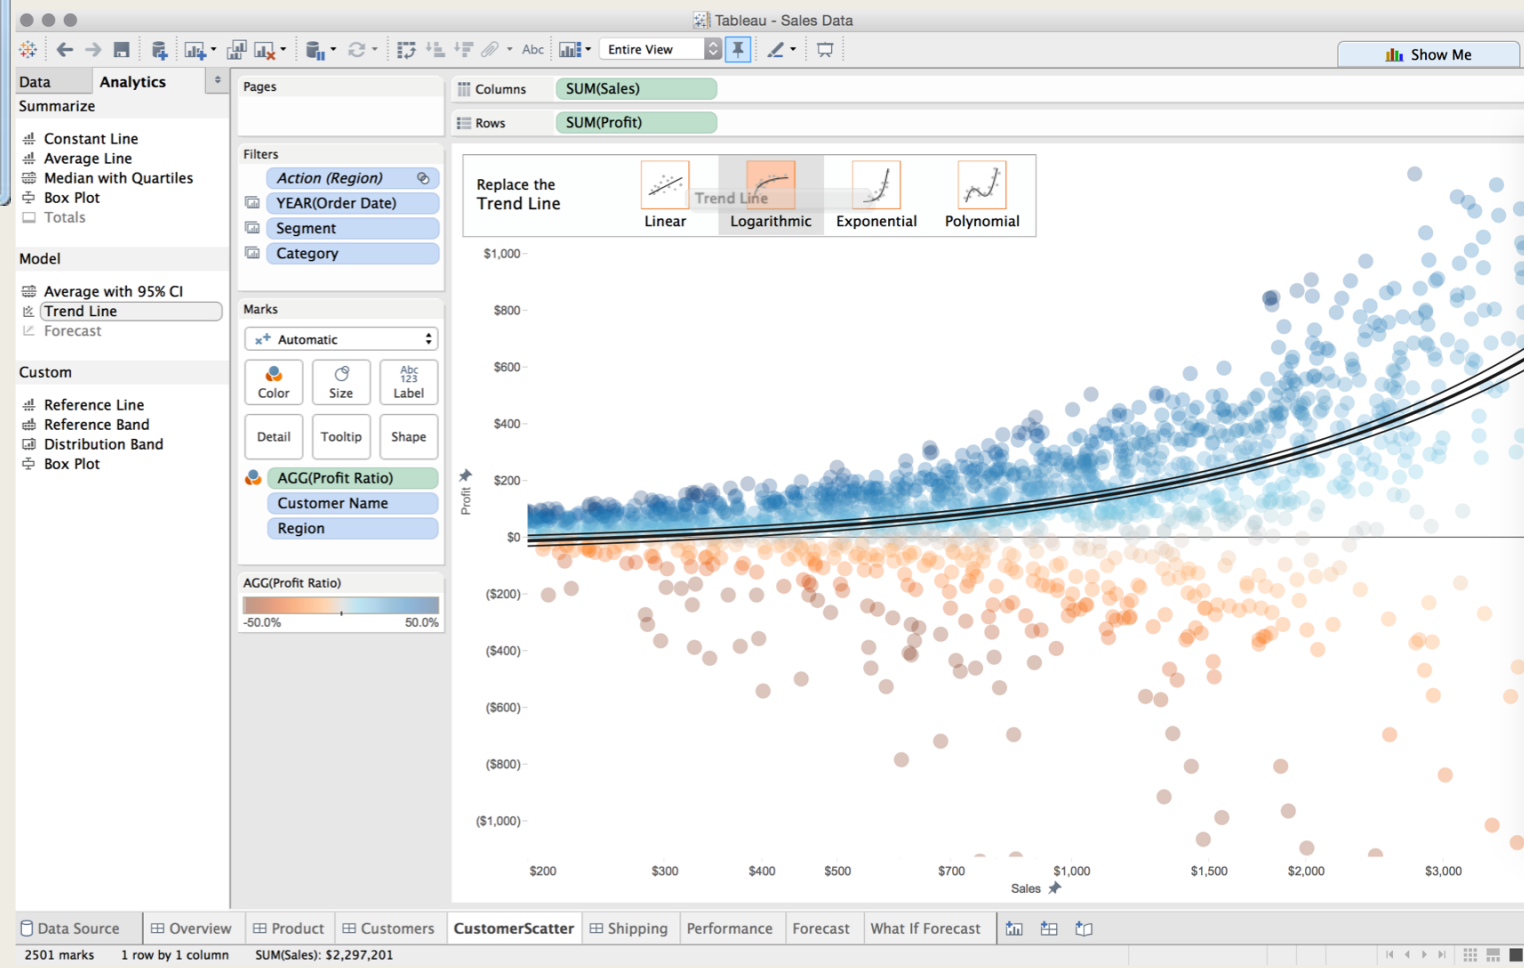 Tableau - Sales Data
Abc
Entire View
Show Me
Data
Analytics
Summarize
Constant Line
Average Line
Median with Quartiles
Box Plot
Totals
Model
Average with 95% CI
Trend Line
Forecast
Custom
Reference Line
Reference Band
Distribution Band
Box Plot
Pages
Filters
Action (Region)
YEAR(Order Date)
Segment
Category
Marks
Automatic
Color
Size
Abc
123
Label
Detail
Tooltip
Shape
AGG(Profit Ratio)
Customer Name
Region
AGG(Profit Ratio)
-50.0% 50.0%
Columns SUM(Sales)
Rows SUM(Profit)
Replace the
Trend Line
Trend Line
Linear Logarithmic Exponential Polynomial
$1,000
$800
$600
$400
$200
$0
($200)
($400)
($600)
($800)
($1,000)
Profit
$200 $300 $400 $500 $700 $1,000 $1,500 $2,000 $3,000
Sales
Data Source Overview Product Customers CustomerScatter Shipping Performance Forecast What If Forecast
2501 marks 1 row by 1 column SUM(Sales): $2,297,201